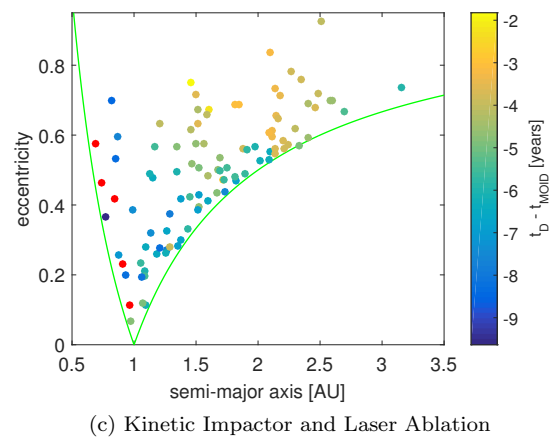 eccentricity
0.8
0.6
0.4
0.2
0
0.5 1 1.5 2 2.5 3 3.5
semi-major axis [AU]
-2
-3
-4
-5
-6
-7
-8
-9
t_D - t_MOID [years]
(c) Kinetic Impactor and Laser Ablation